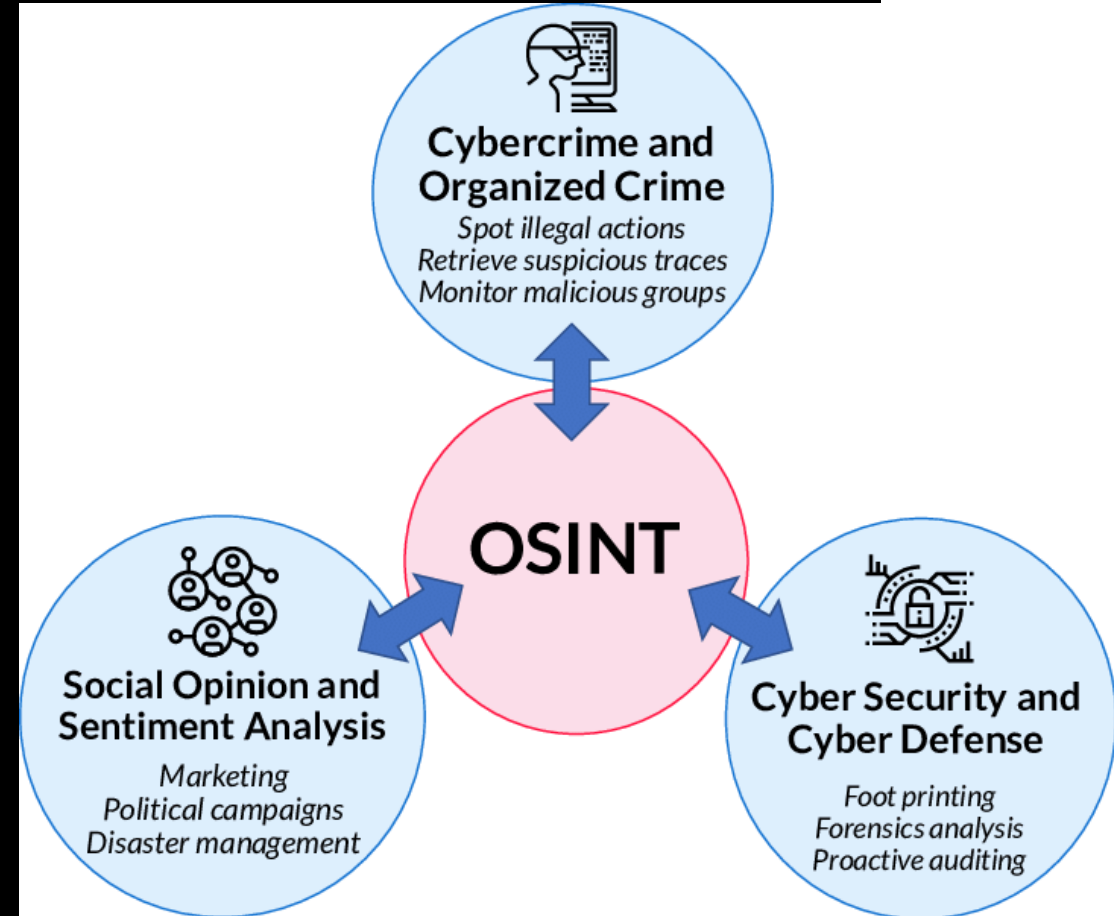 Cybercrime and
Organized Crime
Spot illegal actions
Retrieve suspicious traces
Monitor malicious groups
OSINT
Social Opinion and
Sentiment Analysis
Marketing
Political campaigns
Disaster management
Cyber Security and
Cyber Defense
Foot printing
Forensics analysis
Proactive auditing